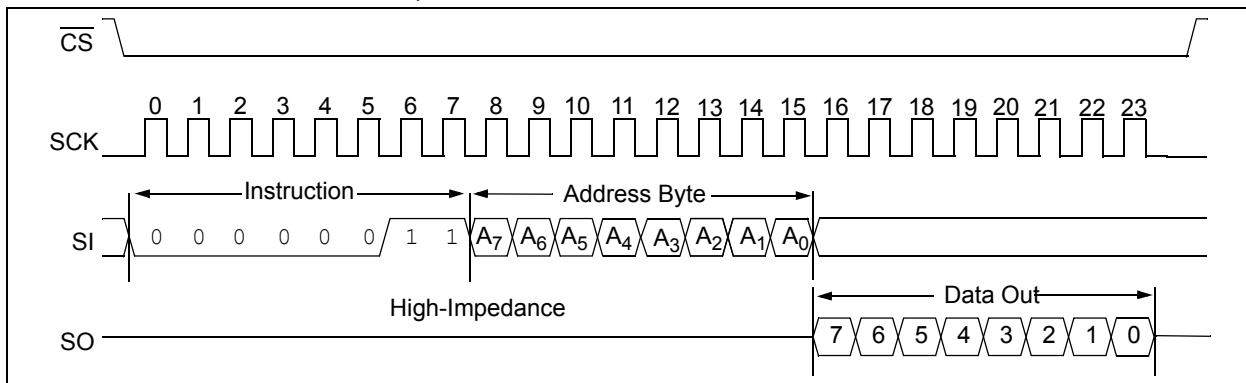 CS
0 1 2 3 4 5 6 7 8 9 10 11 12 13 14 15 16 17 18 19 20 21 22 23
SCK
Instruction Address Byte
SI 0 0 0 0 0 0 1 1 A7 A6 A5 A4 A3 A2 A1 A0
Data Out
High-Impedance
SO 7 6 5 4 3 2 1 0